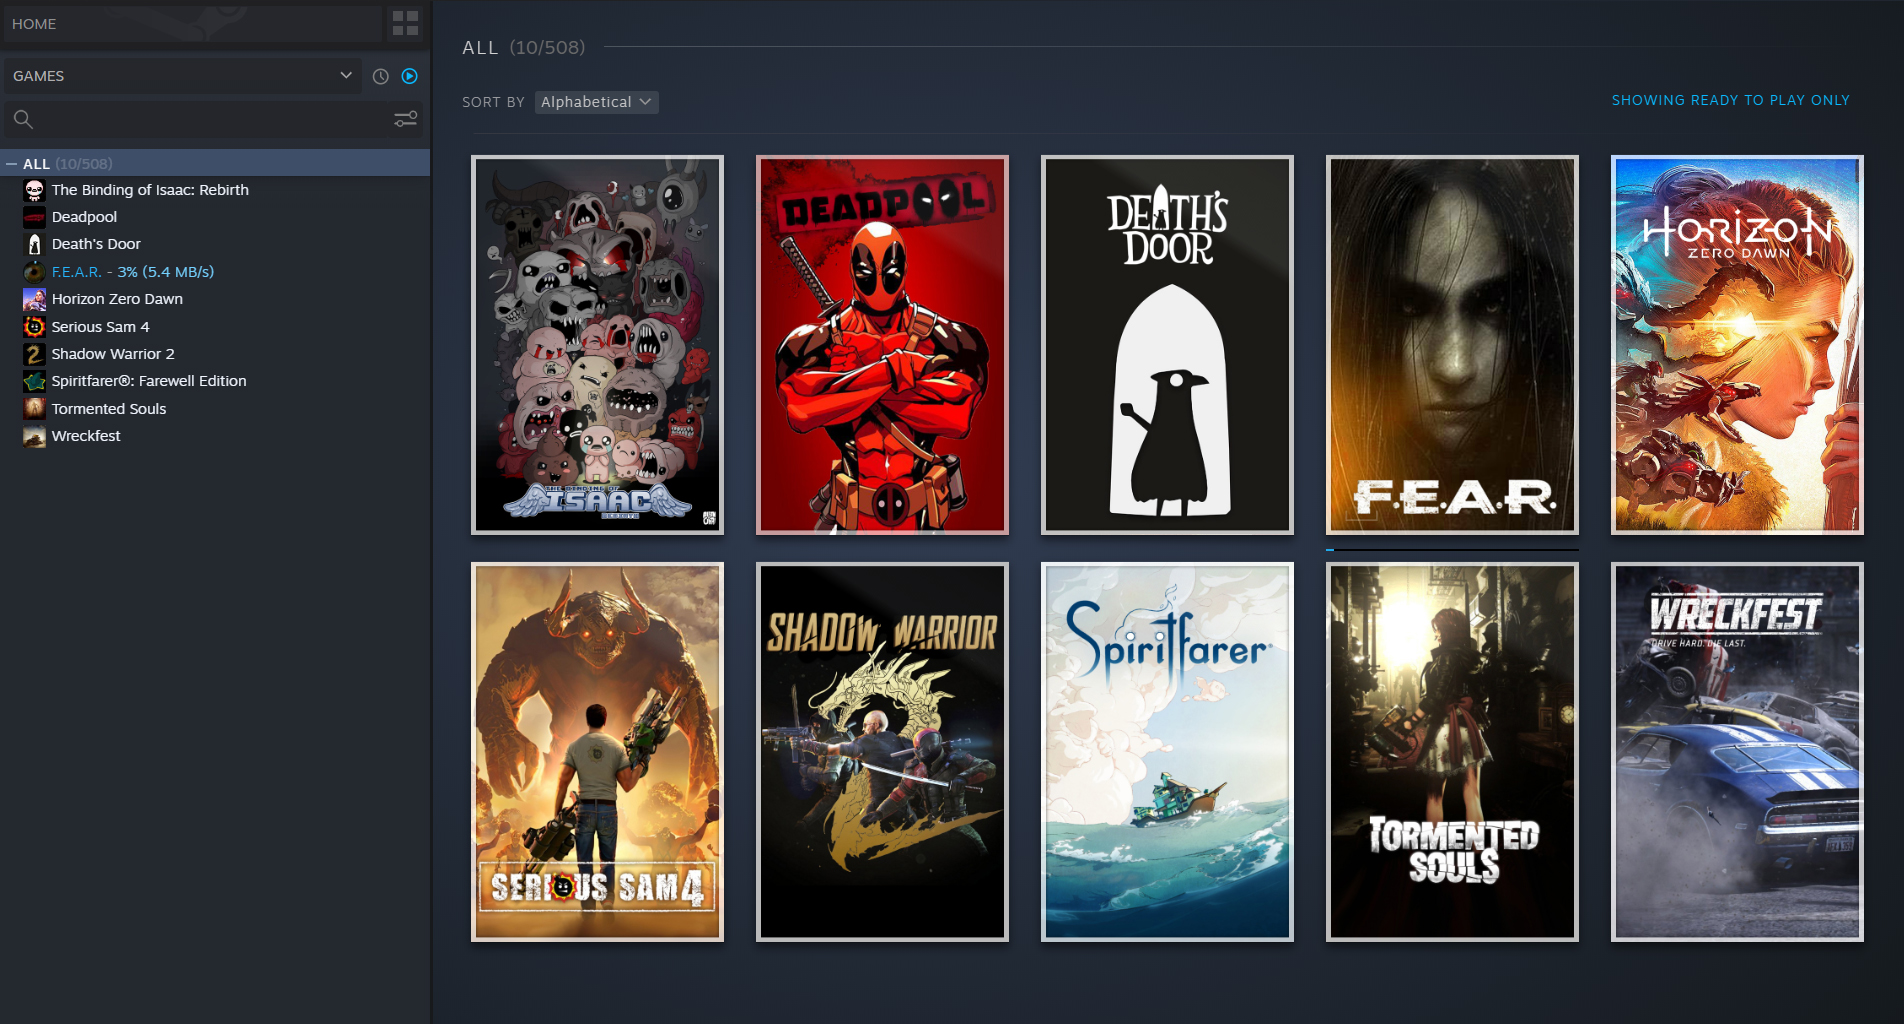 HOME
GAMES
ALL (10/508)
The Binding of Isaac: Rebirth
Deadpool
Death's Door
F.E.A.R. - 3% (5.4 MB/s)
Horizon Zero Dawn
Serious Sam 4
Shadow Warrior 2
Spiritfarer®: Farewell Edition
Tormented Souls
Wreckfest
ALL (10/508)
SORT BY Alphabetical
SHOWING READY TO PLAY ONLY
THE BINDING OF
ISAAC
REBIRTH
DEADPOOL
DEATH'S
DOOR
F.E.A.R.
HORIZON
ZERO DAWN
SERIOUS SAM 4
SHADOW WARRIOR
2
Spiritfarer®
TORMENTED
SOULS
WRECKFEST
DRIVE HARD. DIE LAST.